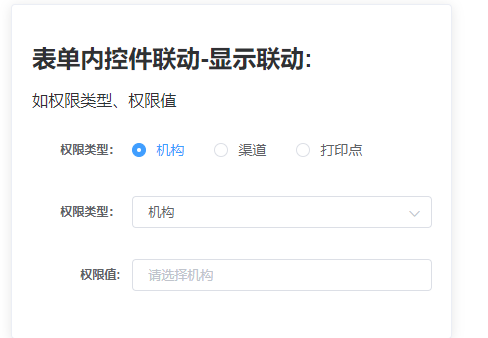 表单内控件联动-显示联动:
如权限类型、权限值
权限类型： 机构 渠道 打印点
权限类型： 机构
权限值: 请选择机构